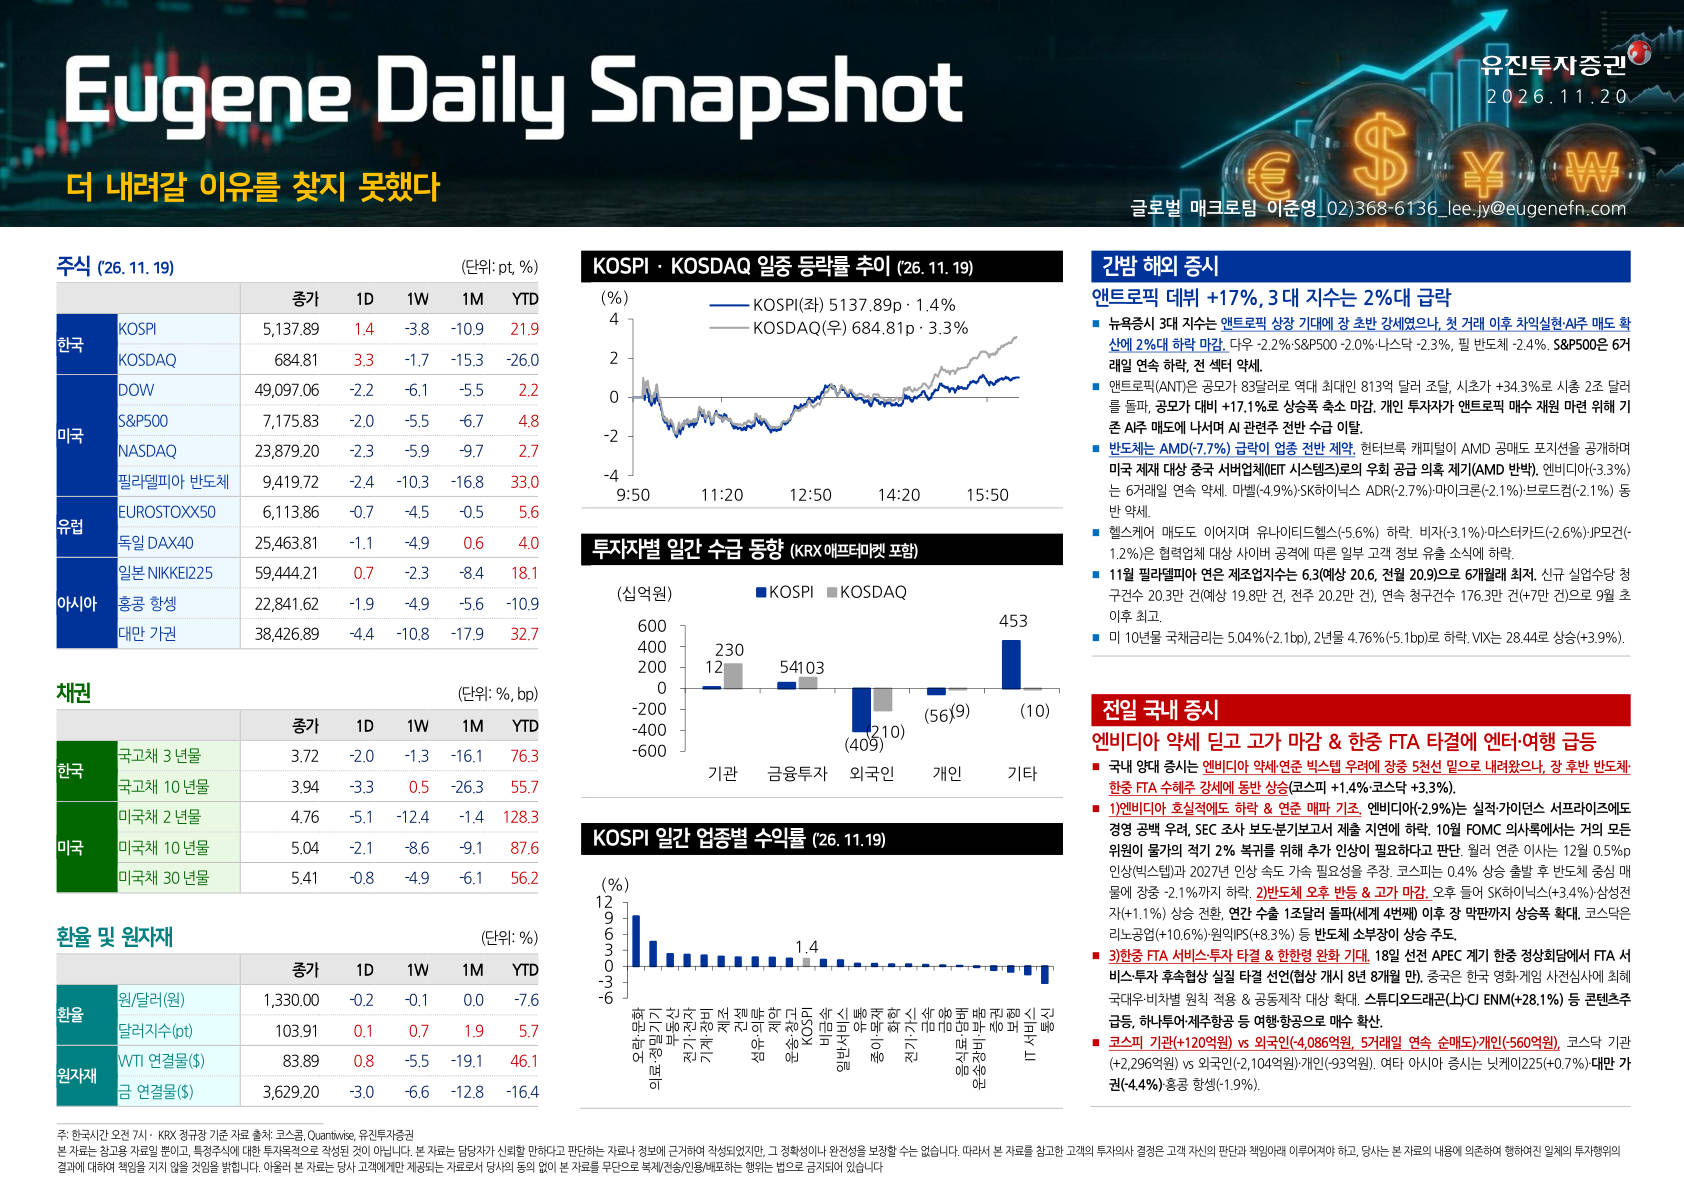 Eugene Daily Snapshot
더 내려갈 이유를 찾지 못했다
유진투자증권
2026.11.20
글로벌 매크로팀 이준영_02)368-6136_lee.jy@eugenefn.com
주식 ('26. 11. 19) (단위: pt, %)
종가 1D 1W 1M YTD
한국
KOSPI 5,137.89 1.4 -3.8 -10.9 21.9
KOSDAQ 684.81 3.3 -1.7 -15.3 -26.0
미국
DOW 49,097.06 -2.2 -6.1 -5.5 2.2
S&P500 7,175.83 -2.0 -5.5 -6.7 4.8
NASDAQ 23,879.20 -2.3 -5.9 -9.7 2.7
필라델피아 반도체 9,419.72 -2.4 -10.3 -16.8 33.0
유럽
EUROSTOXX50 6,113.86 -0.7 -4.5 -0.5 5.6
독일 DAX40 25,463.81 -1.1 -4.9 0.6 4.0
아시아
일본 NIKKEI225 59,444.21 0.7 -2.3 -8.4 18.1
홍콩 항셍 22,841.62 -1.9 -4.9 -5.6 -10.9
대만 가권 38,426.89 -4.4 -10.8 -17.9 32.7
채권 (단위: %, bp)
종가 1D 1W 1M YTD
한국
국고채 3년물 3.72 -2.0 -1.3 -16.1 76.3
국고채 10년물 3.94 -3.3 0.5 -26.3 55.7
미국
미국채 2년물 4.76 -5.1 -12.4 -1.4 128.3
미국채 10년물 5.04 -2.1 -8.6 -9.1 87.6
미국채 30년물 5.41 -0.8 -4.9 -6.1 56.2
환율 및 원자재 (단위: %)
종가 1D 1W 1M YTD
환율
원/달러(원) 1,330.00 -0.2 -0.1 0.0 -7.6
달러지수(pt) 103.91 0.1 0.7 1.9 5.7
원자재
WTI 연결물($) 83.89 0.8 -5.5 -19.1 46.1
금 연결물($) 3,629.20 -3.0 -6.6 -12.8 -16.4
KOSPI · KOSDAQ 일중 등락률 추이 ('26. 11. 19)
(%)
KOSPI(좌) 5137.89p · 1.4%
KOSDAQ(우) 684.81p · 3.3%
4
2
0
-2
-4
9:50 11:20 12:50 14:20 15:50
투자자별 일간 수급 동향 (KRX 애프터마켓 포함)
(십억원)
KOSPI KOSDAQ
600
400
200
0
-200
-400
-600
12 230 54 103 (409) (210) (56) (9) 453 (10)
기관 금융투자 외국인 개인 기타
KOSPI 일간 업종별 수익률 ('26. 11.19)
(%)
12
9
6
3
0
-3
-6
1.4
오락·문화
의료·정밀기기
부동산
전기·전자
기계·장비
제조
건설
섬유·의류
제약
운송·창고
KOSPI
비금속
일반서비스
유통
종이·목재
화학
전기·가스
금속
금융
음식료·담배
운송장비·부품
증권
보험
IT 서비스
통신
간밤 해외 증시
앤트로픽 데뷔 +17%, 3대 지수는 2%대 급락
뉴욕증시 3대 지수는 앤트로픽 상장 기대에 장 초반 강세였으나, 첫 거래 이후 차익실현·AI주 매도 확
산에 2%대 하락 마감. 다우 -2.2%·S&P500 -2.0%·나스닥 -2.3%, 필 반도체 -2.4%. S&P500은 6거
래일 연속 하락, 전 섹터 약세.
앤트로픽(ANT)은 공모가 83달러로 역대 최대인 813억 달러 조달, 시초가 +34.3%로 시총 2조 달러
를 돌파, 공모가 대비 +17.1%로 상승폭 축소 마감. 개인 투자자가 앤트로픽 매수 재원 마련 위해 기
존 AI주 매도에 나서며 AI 관련주 전반 수급 이탈.
반도체는 AMD(-7.7%) 급락이 업종 전반 제약. 헌터브룩 캐피털이 AMD 공매도 포지션을 공개하며
미국 제재 대상 중국 서버업체(IEIT 시스템즈)로의 우회 공급 의혹 제기(AMD 반박). 엔비디아(-3.3%)
는 6거래일 연속 약세. 마벨(-4.9%)·SK하이닉스 ADR(-2.7%)·마이크론(-2.1%)·브로드컴(-2.1%) 동
반 약세.
헬스케어 매도도 이어지며 유나이티드헬스(-5.6%) 하락. 비자(-3.1%)·마스터카드(-2.6%)·JP모건(-
1.2%)은 협력업체 대상 사이버 공격에 따른 일부 고객 정보 유출 소식에 하락.
11월 필라델피아 연은 제조업지수는 6.3(예상 20.6, 전월 20.9)으로 6개월래 최저. 신규 실업수당 청
구건수 20.3만 건(예상 19.8만 건, 전주 20.2만 건), 연속 청구건수 176.3만 건(+7만 건)으로 9월 초
이후 최고.
미 10년물 국채금리는 5.04%(-2.1bp), 2년물 4.76%(-5.1bp)로 하락. VIX는 28.44로 상승(+3.9%).
전일 국내 증시
엔비디아 약세 딛고 고가 마감 & 한중 FTA 타결에 엔터·여행 급등
국내 양대 증시는 엔비디아 약세·연준 빅스텝 우려에 장중 5천선 밑으로 내려왔으나, 장 후반 반도체·
한중 FTA 수혜주 강세에 동반 상승(코스피 +1.4%·코스닥 +3.3%).
1)엔비디아 호실적에도 하락 & 연준 매파 기조. 엔비디아(-2.9%)는 실적·가이던스 서프라이즈에도
경영 공백 우려, SEC 조사 보도·분기보고서 제출 지연에 하락. 10월 FOMC 의사록에서는 거의 모든
위원이 물가의 적기 2% 복귀를 위해 추가 인상이 필요하다고 판단. 월러 연준 이사는 12월 0.5%p
인상(빅스텝)과 2027년 인상 속도 가속 필요성을 주장. 코스피는 0.4% 상승 출발 후 반도체 중심 매
물에 장중 -2.1%까지 하락. 2)반도체 오후 반등 & 고가 마감. 오후 들어 SK하이닉스(+3.4%)·삼성전
자(+1.1%) 상승 전환, 연간 수출 1조달러 돌파(세계 4번째) 이후 장 막판까지 상승폭 확대. 코스닥은
리노공업(+10.6%)·원익IPS(+8.3%) 등 반도체 소부장이 상승 주도.
3)한중 FTA 서비스·투자 타결 & 한한령 완화 기대. 18일 선전 APEC 계기 한중 정상회담에서 FTA 서
비스·투자 후속협상 실질 타결 선언(협상 개시 8년 8개월 만). 중국은 한국 영화·게임 사전심사에 최혜
국대우·비차별 원칙 적용 & 공동제작 대상 확대. 스튜디오드래곤(上)·CJ ENM(+28.1%) 등 콘텐츠주
급등, 하나투어·제주항공 등 여행·항공으로 매수 확산.
코스피 기관(+120억원) vs 외국인(-4,086억원, 5거래일 연속 순매도)·개인(-560억원), 코스닥 기관
(+2,296억원) vs 외국인(-2,104억원)·개인(-93억원). 여타 아시아 증시는 닛케이225(+0.7%)·대만 가
권(-4.4%)·홍콩 항셍(-1.9%).
주: 한국시간 오전 7시 · KRX 정규장 기준 자료 출처: 코스콤, Quantiwise, 유진투자증권
본 자료는 참고용 자료일 뿐이고, 특정주식에 대한 투자목적으로 작성된 것이 아닙니다. 본 자료는 담당자가 신뢰할 만하다고 판단하는 자료나 정보에 근거하여 작성되었지만, 그 정확성이나 완전성을 보장할 수는 없습니다. 따라서 본 자료를 참고한 고객의 투자의사 결정은 고객 자신의 판단과 책임아래 이루어져야 하고, 당사는 본 자료의 내용에 의존하여 행하여진 일체의 투자행위의
결과에 대하여 책임을 지지 않을 것임을 밝힙니다. 아울러 본 자료는 당사 고객에게만 제공되는 자료로서 당사의 동의 없이 본 자료를 무단으로 복제/전송/인용/배포하는 행위는 법으로 금지되어 있습니다